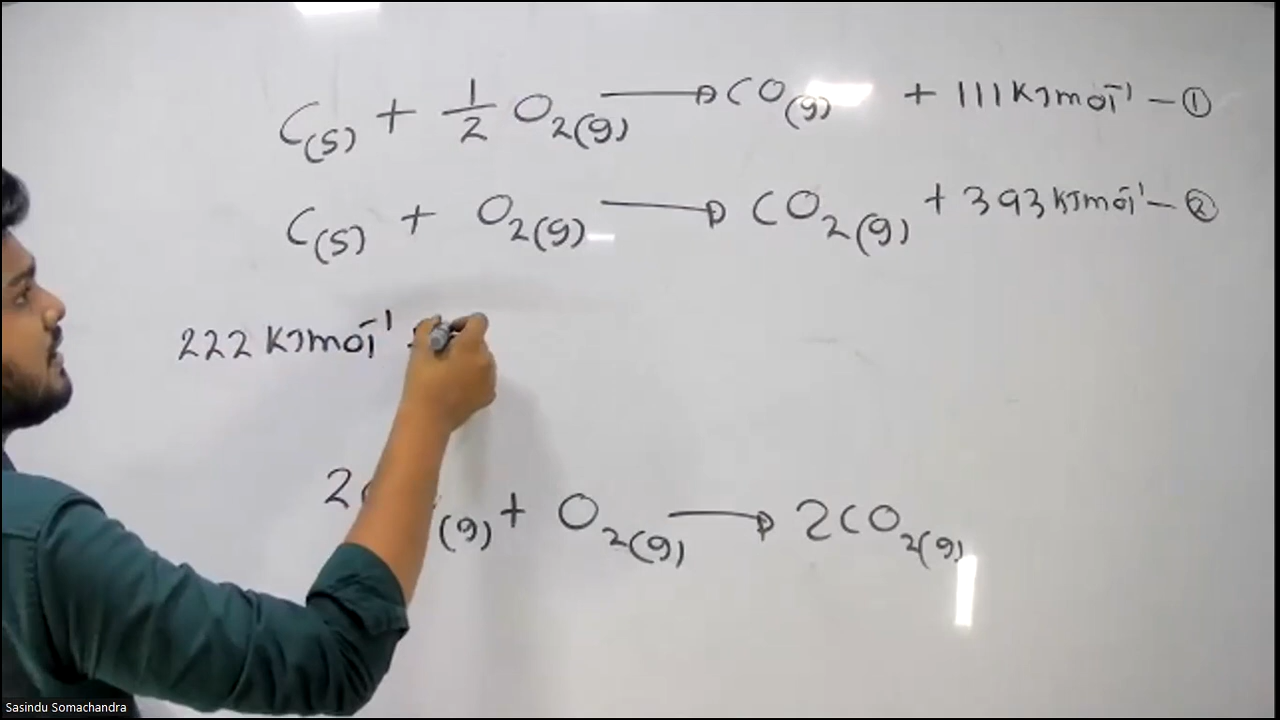 C(s) + 1/2 O₂(g) → CO(g) + 111 KJmol⁻¹ – ①
C(s) + O₂(g) → CO₂(g) + 393 KJmol⁻¹ – ②
222 KJmol⁻¹
2 (g) + O₂(g) → 2CO₂(g)
Sasindu Somachandra